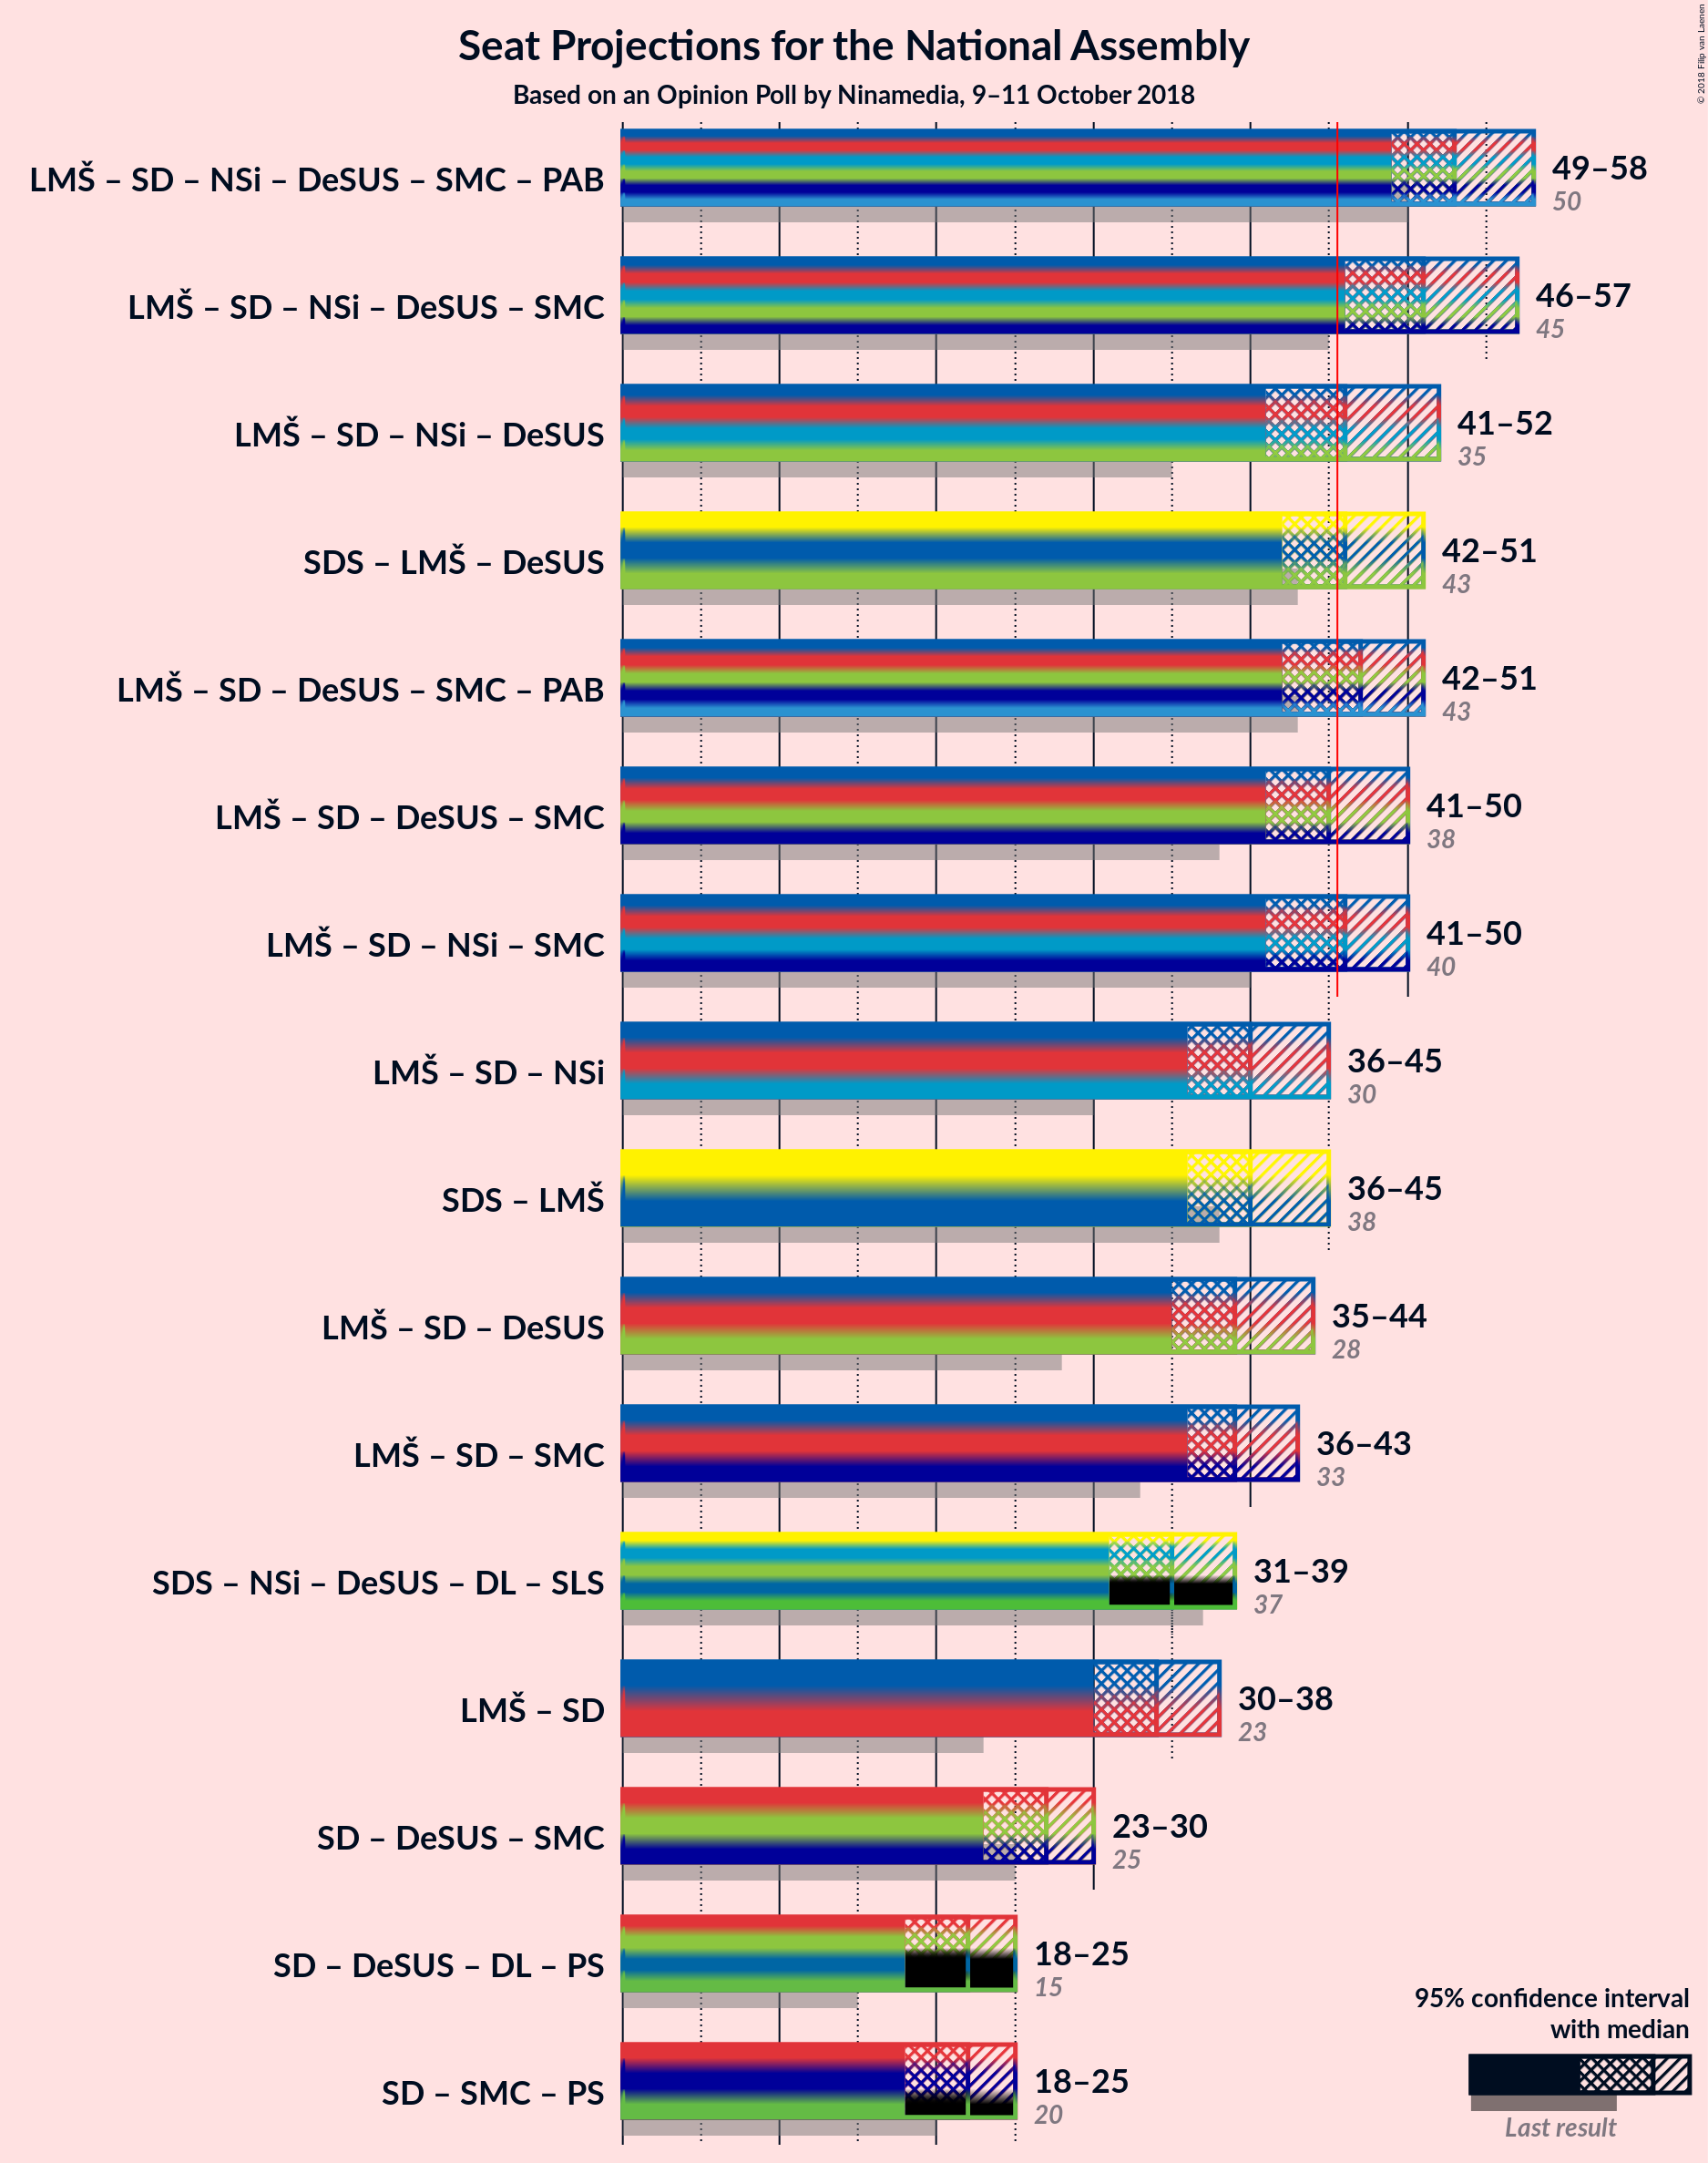 Seat Projections for the National Assembly
Based on an Opinion Poll by Ninamedia, 9–11 October 2018
© 2018 Filip van Laenen
LMŠ – SD – NSi – DeSUS – SMC – PAB
49–58
50
LMŠ – SD – NSi – DeSUS – SMC
46–57
45
LMŠ – SD – NSi – DeSUS
41–52
35
SDS – LMŠ – DeSUS
42–51
43
LMŠ – SD – DeSUS – SMC – PAB
42–51
43
LMŠ – SD – DeSUS – SMC
41–50
38
LMŠ – SD – NSi – SMC
41–50
40
LMŠ – SD – NSi
36–45
30
SDS – LMŠ
36–45
38
LMŠ – SD – DeSUS
35–44
28
LMŠ – SD – SMC
36–43
33
SDS – NSi – DeSUS – DL – SLS
31–39
37
LMŠ – SD
30–38
23
SD – DeSUS – SMC
23–30
25
SD – DeSUS – DL – PS
18–25
15
SD – SMC – PS
18–25
20
95% confidence interval
with median
Last result